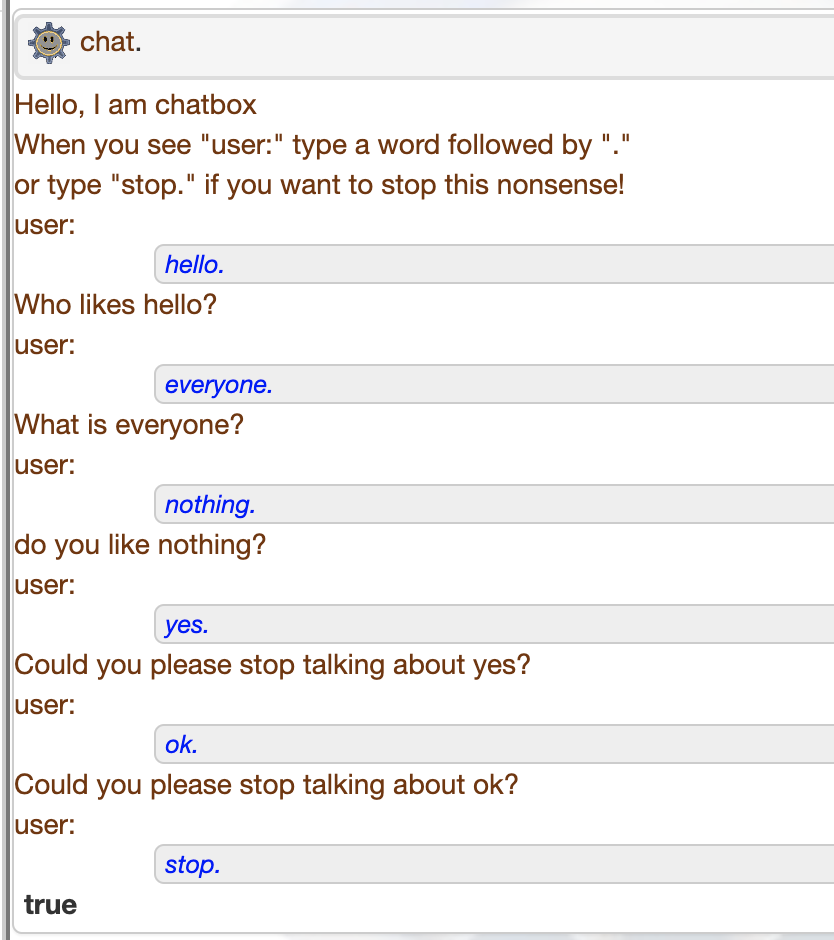 chat.
Hello, I am chatbox
When you see "user:" type a word followed by "."
or type "stop." if you want to stop this nonsense!
user:
hello.
Who likes hello?
user:
everyone.
What is everyone?
user:
nothing.
do you like nothing?
user:
yes.
Could you please stop talking about yes?
user:
ok.
Could you please stop talking about ok?
user:
stop.
true